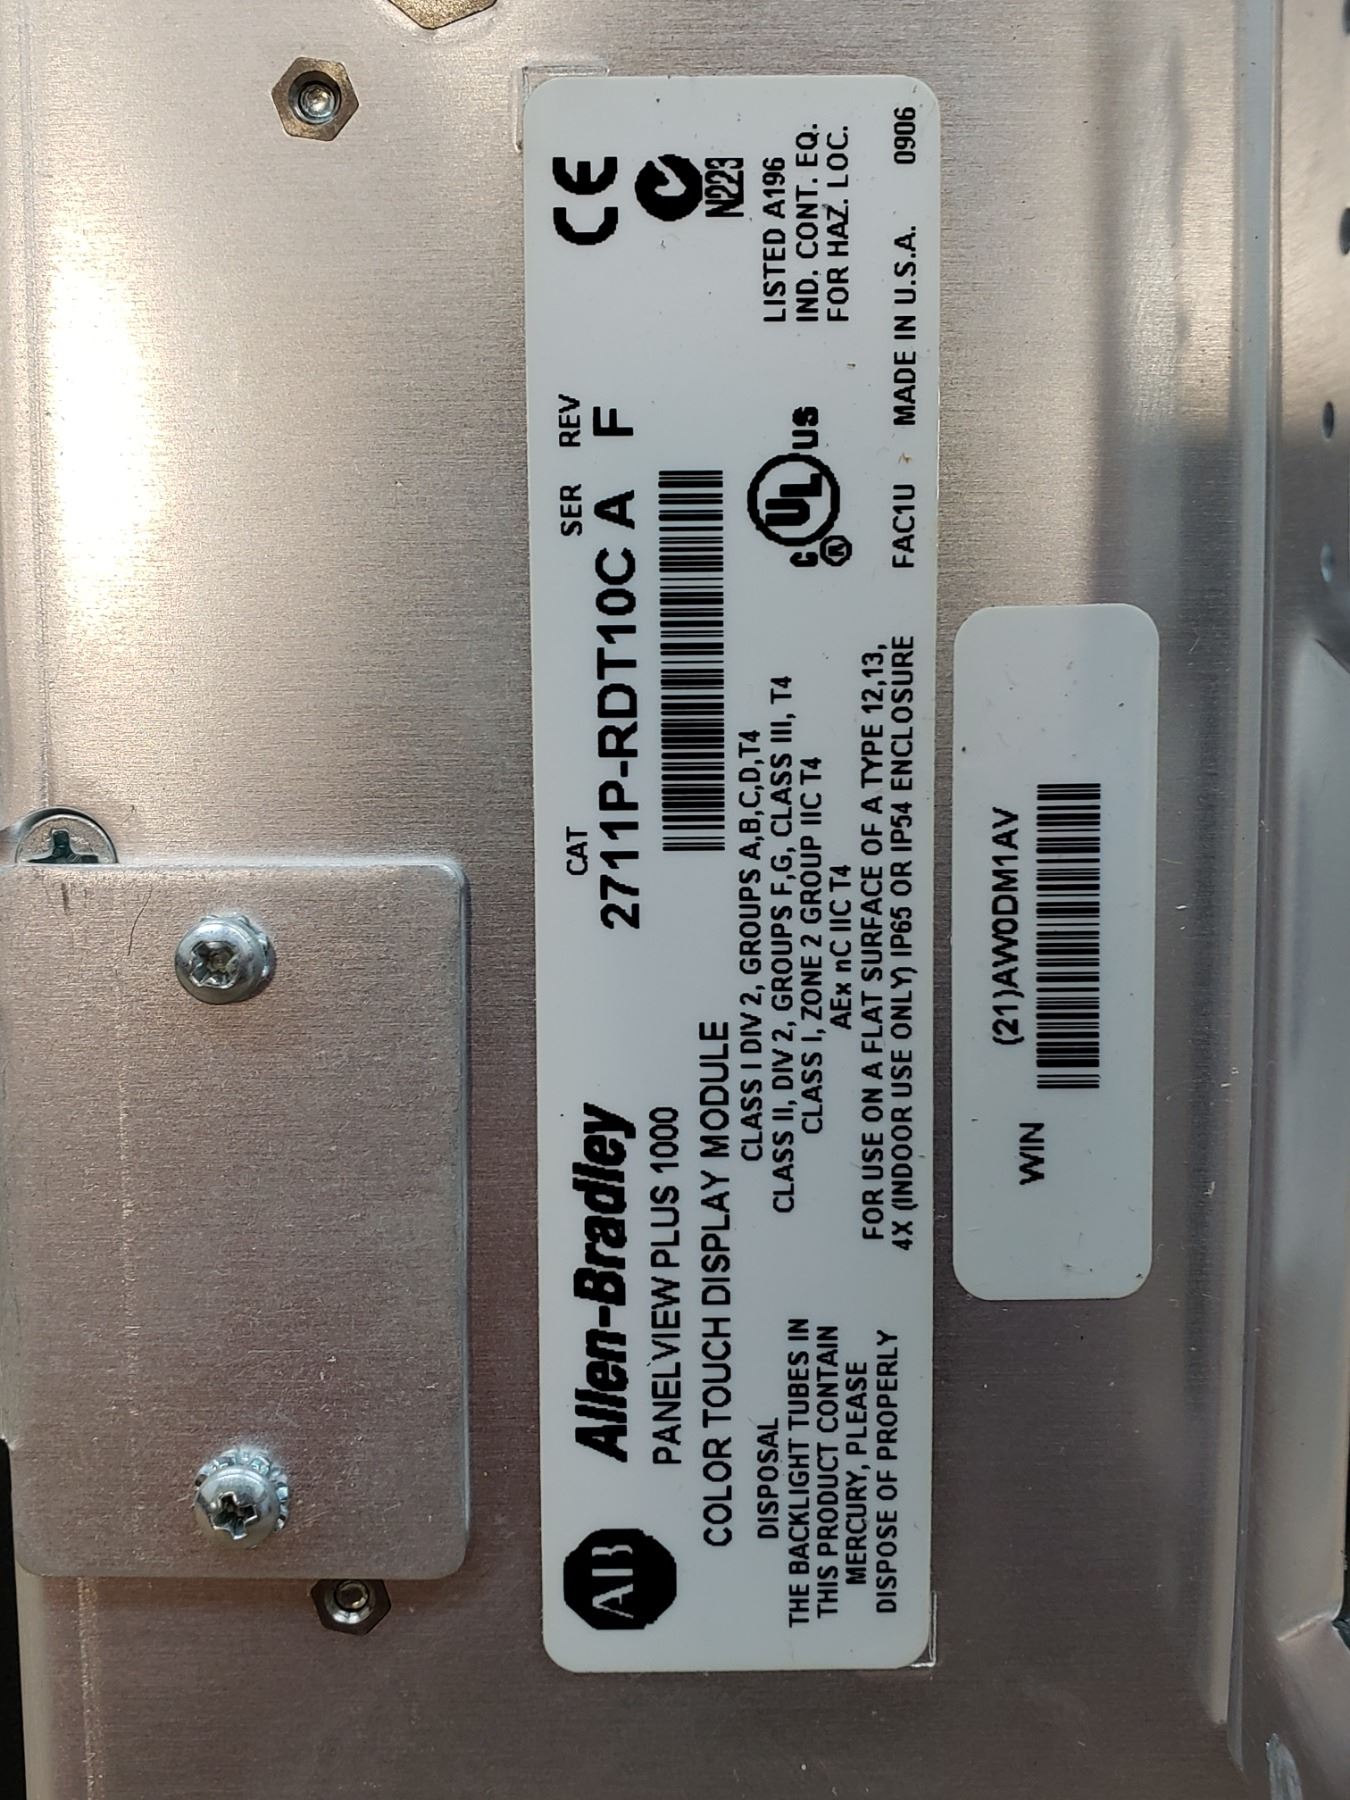 AB
Allen-Bradley
PANELVIEW PLUS 1000
COLOR TOUCH DISPLAY MODULE
CAT SER REV
2711P-RDT10C A F
CE
N223
DISPOSAL
THE BACKLIGHT TUBES IN
THIS PRODUCT CONTAIN
MERCURY, PLEASE
DISPOSE OF PROPERLY
CLASS I DIV 2, GROUPS A,B,C,D,T4
CLASS II, DIV 2, GROUPS F,G, CLASS III, T4
CLASS I, ZONE 2 GROUP IIC T4
AEx nC IIC T4
FOR USE ON A FLAT SURFACE OF A TYPE 12,13,
4X (INDOOR USE ONLY) IP65 OR IP54 ENCLOSURE
c UL US
R
LISTED A196
IND. CONT. EQ.
FOR HAZ. LOC.
FAC1U MADE IN U.S.A. 0906
WIN (21)AW0DM1AV